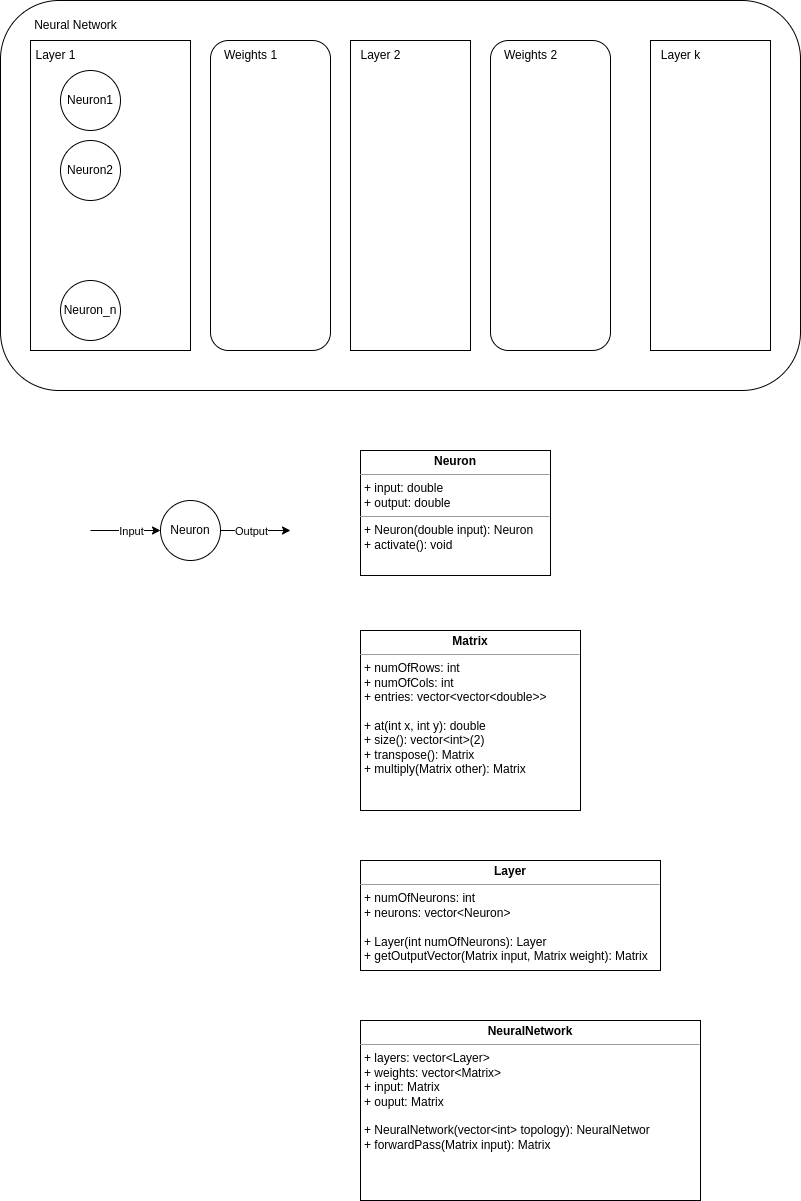 Neural Network
Layer 1
Weights 1
Layer 2
Weights 2
Layer k
Neuron1
Neuron2
Neuron_n
Input
Neuron
Output
Neuron
+ input: double
+ output: double
+ Neuron(double input): Neuron
+ activate(): void
Matrix
+ numOfRows: int
+ numOfCols: int
+ entries: vector<vector<double>>
+ at(int x, int y): double
+ size(): vector<int>(2)
+ transpose(): Matrix
+ multiply(Matrix other): Matrix
Layer
+ numOfNeurons: int
+ neurons: vector<Neuron>
+ Layer(int numOfNeurons): Layer
+ getOutputVector(Matrix input, Matrix weight): Matrix
NeuralNetwork
+ layers: vector<Layer>
+ weights: vector<Matrix>
+ input: Matrix
+ ouput: Matrix
+ NeuralNetwork(vector<int> topology): NeuralNetwor
+ forwardPass(Matrix input): Matrix